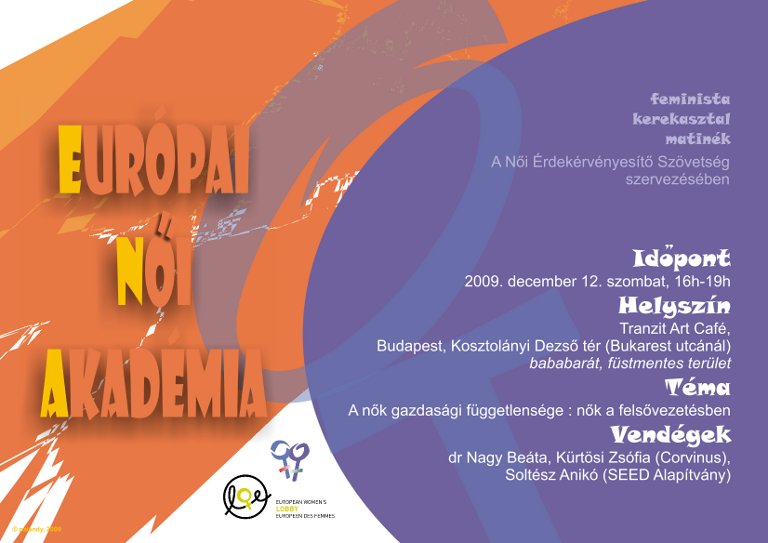 EURÓPAI
NŐI
AKADEMIA
feminista
kerekasztal
matinék
A Női Érdekérvényesítő Szövetség
szervezésében
Időpont
2009. december 12. szombat, 16h-19h
Helyszín
Tranzit Art Café,
Budapest, Kosztolányi Dezső tér (Bukarest utcánál)
bababarát, füstmentes terület
Téma
A nők gazdasági függetlensége : nők a felsővezetésben
Vendégek
dr Nagy Beáta, Kürtösi Zsófia (Corvinus),
Soltész Anikó (SEED Alapítvány)
EUROPEAN WOMEN'S
LOBBY
EUROPEEN DES FEMMES
2009